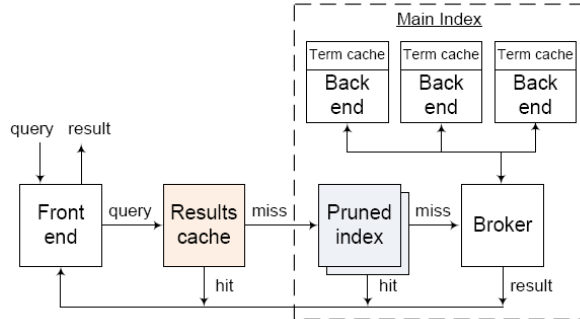 Main Index
Term cache Term cache Term cache
Back end Back end Back end
query result
Front end
query
Results cache
miss
Pruned index
miss
Broker
hit
hit
result